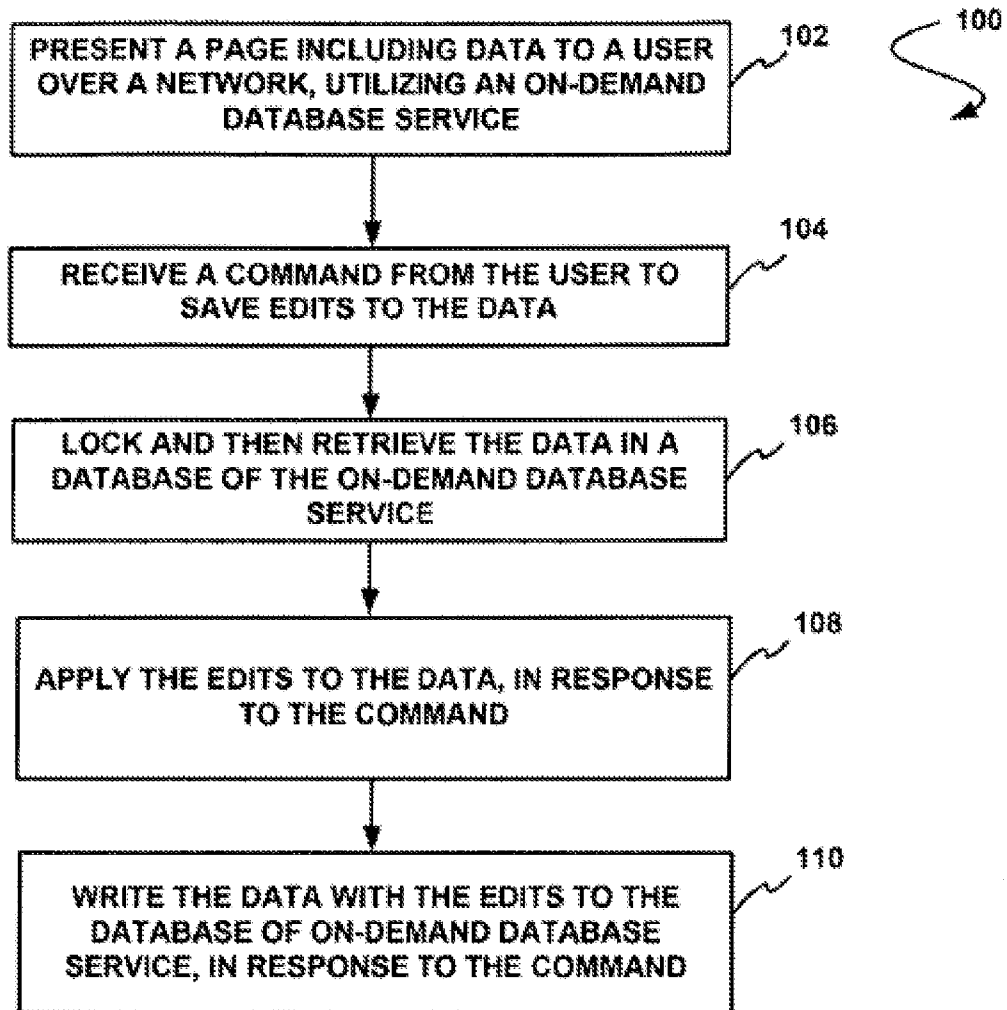 100
PRESENT A PAGE INCLUDING DATA TO A USER
OVER A NETWORK, UTILIZING AN ON-DEMAND
DATABASE SERVICE
102
RECEIVE A COMMAND FROM THE USER TO
SAVE EDITS TO THE DATA
104
LOCK AND THEN RETRIEVE THE DATA IN A
DATABASE OF THE ON-DEMAND DATABASE
SERVICE
106
APPLY THE EDITS TO THE DATA, IN RESPONSE
TO THE COMMAND
108
WRITE THE DATA WITH THE EDITS TO THE
DATABASE OF ON-DEMAND DATABASE
SERVICE, IN RESPONSE TO THE COMMAND
110